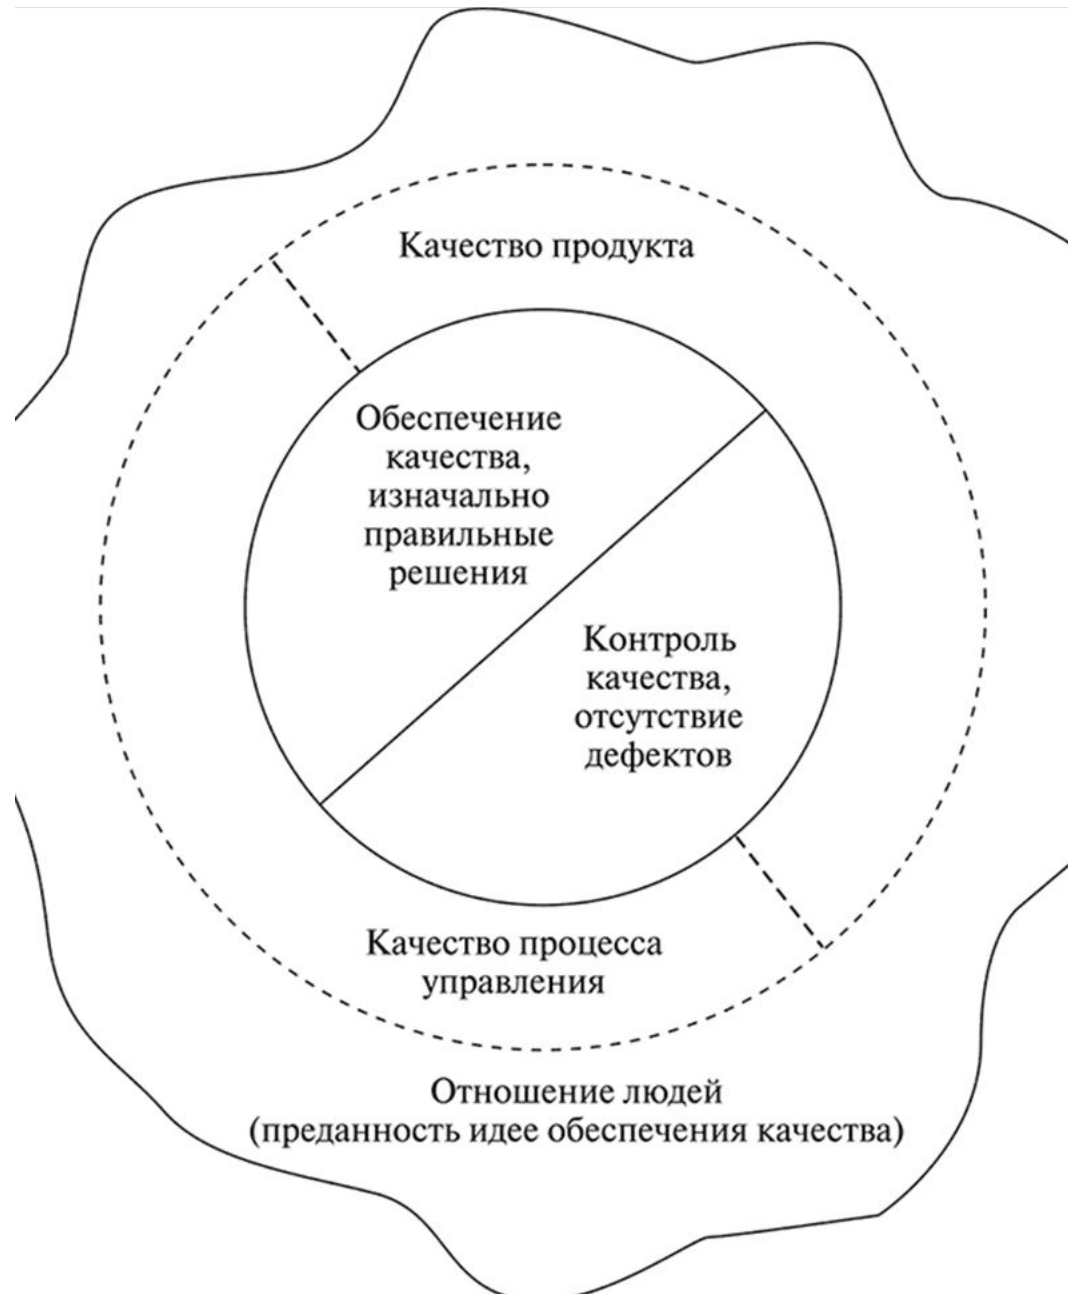 Качество продукта
Обеспечение
качества,
изначально
правильные
решения
Контроль
качества,
отсутствие
дефектов
Качество процесса
управления
Отношение людей
(преданность идее обеспечения качества)